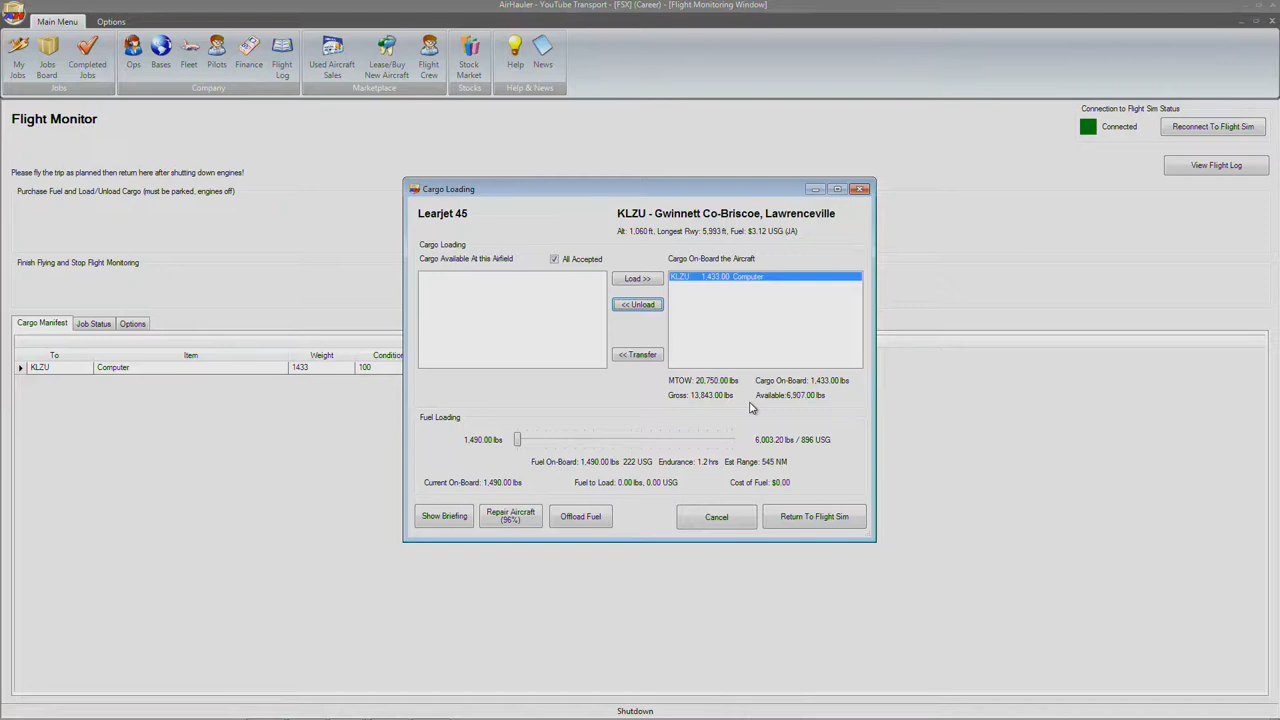 AirHauler - YouTube Transport - [FSX] (Career) - [Flight Monitoring Window]
Main Menu Options
My Jobs
Jobs Board
Completed Jobs
Ops
Bases
Fleet
Pilots
Finance
Flight Log
Used Aircraft Sales
Lease/Buy New Aircraft
Flight Crew
Stock Market
Help
News
Jobs Company Marketplace Stocks Help & News
Flight Monitor
Connection to Flight Sim Status
Connected Reconnect To Flight Sim
View Flight Log
Please fly the trip as planned then return here after shutting down engines!
Purchase Fuel and Load/Unload Cargo (must be parked, engines off)
Finish Flying and Stop Flight Monitoring
Cargo Manifest Job Status Options
To Item Weight Conditi
KLZU Computer 1433 100
Cargo Loading
Learjet 45 KLZU - Gwinnett Co-Briscoe, Lawrenceville
Alt: 1,060 ft, Longest Rwy: 5,993 ft, Fuel: $3.12 USG (JA)
Cargo Loading
Cargo Available At this Airfield All Accepted Cargo On-Board the Aircraft
Load >>
KLZU 1,433.00 Computer
<< Unload
<< Transfer
MTOW: 20,750.00 lbs Cargo On-Board: 1,433.00 lbs
Gross: 13,843.00 lbs Available:6,907.00 lbs
Fuel Loading
1,490.00 lbs 6,003.20 lbs / 896 USG
Fuel On-Board: 1,490.00 lbs 222 USG Endurance: 1.2 hrs Est Range: 545 NM
Current On-Board: 1,490.00 lbs Fuel to Load: 0.00 lbs, 0.00 USG Cost of Fuel: $0.00
Show Briefing
Repair Aircraft (96%)
Offload Fuel
Cancel
Return To Flight Sim
Shutdown